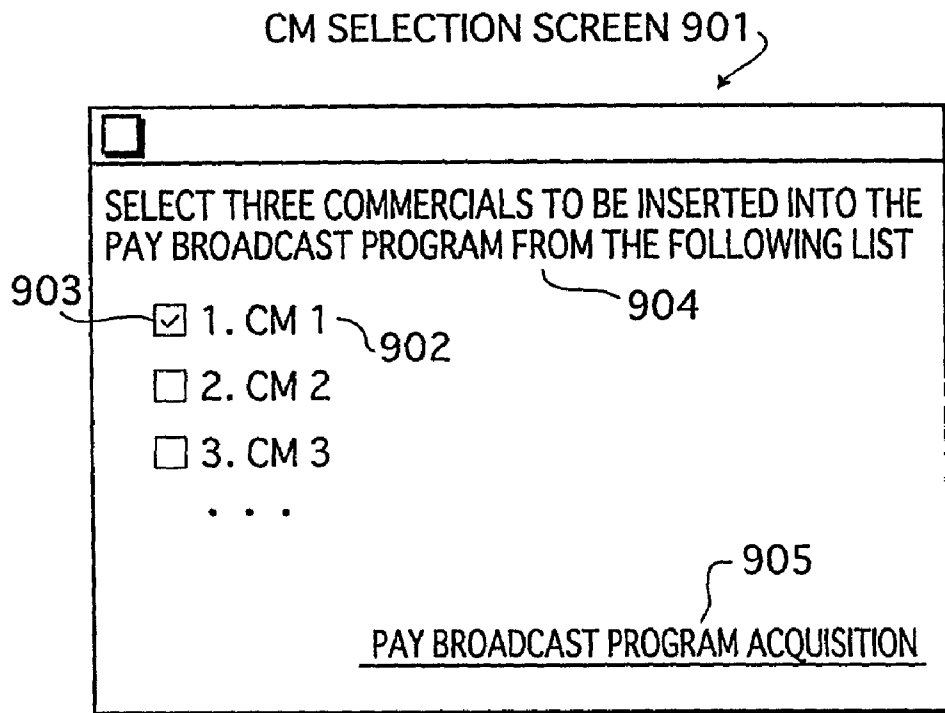 CM SELECTION SCREEN 901
SELECT THREE COMMERCIALS TO BE INSERTED INTO THE
PAY BROADCAST PROGRAM FROM THE FOLLOWING LIST
903
904
1. CM 1
902
2. CM 2
3. CM 3
. . .
905
PAY BROADCAST PROGRAM ACQUISITION